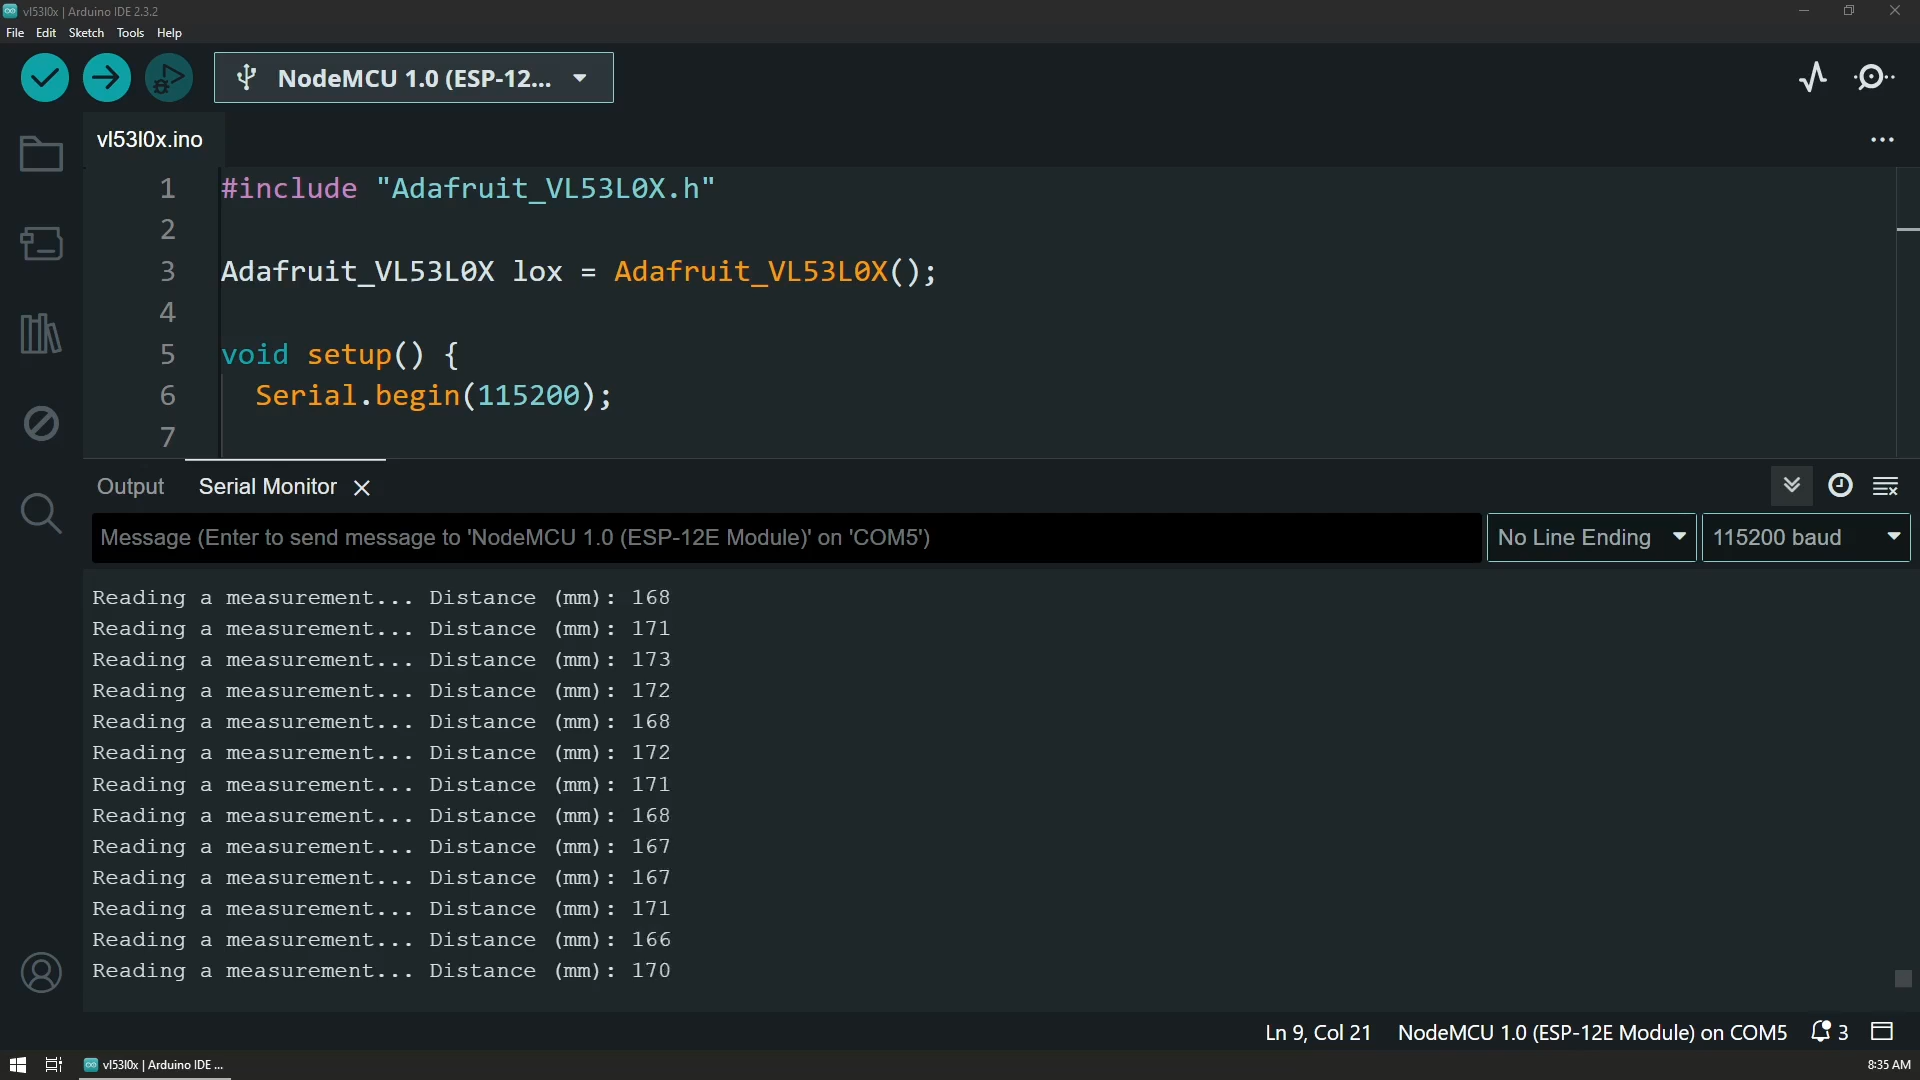 vl53l0x | Arduino IDE 2.3.2
File Edit Sketch Tools Help
NodeMCU 1.0 (ESP-12...
vl53l0x.ino
1 #include "Adafruit_VL53L0X.h"
2
3 Adafruit_VL53L0X lox = Adafruit_VL53L0X();
4
5 void setup() {
6 Serial.begin(115200);
7
Output Serial Monitor
Message (Enter to send message to 'NodeMCU 1.0 (ESP-12E Module)' on 'COM5') No Line Ending 115200 baud
Reading a measurement... Distance (mm): 168
Reading a measurement... Distance (mm): 171
Reading a measurement... Distance (mm): 173
Reading a measurement... Distance (mm): 172
Reading a measurement... Distance (mm): 168
Reading a measurement... Distance (mm): 172
Reading a measurement... Distance (mm): 171
Reading a measurement... Distance (mm): 168
Reading a measurement... Distance (mm): 167
Reading a measurement... Distance (mm): 167
Reading a measurement... Distance (mm): 171
Reading a measurement... Distance (mm): 166
Reading a measurement... Distance (mm): 170
Ln 9, Col 21 NodeMCU 1.0 (ESP-12E Module) on COM5 3
vl53l0x | Arduino IDE ... 8:35 AM